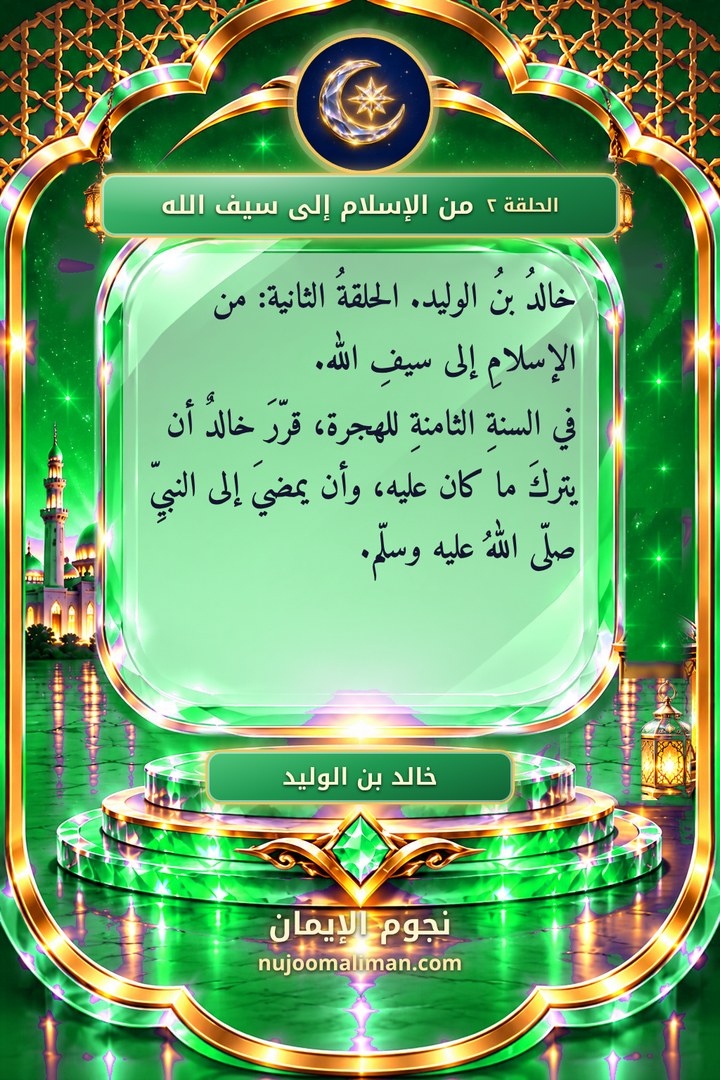 الحلقة ٢ من الإسلام إلى سيف الله
خالدُ بنُ الوليد. الحلقةُ الثانية: من
الإسلامِ إلى سيفِ الله.
في السنةِ الثامنةِ للهجرة، قرّرَ خالدٌ أن
يتركَ ما كان عليه، وأن يمضيَ إلى النبيِّ
صلّى اللهُ عليه وسلّم.
خالد بن الوليد
نجوم الإيمان
nujoomaliman.com